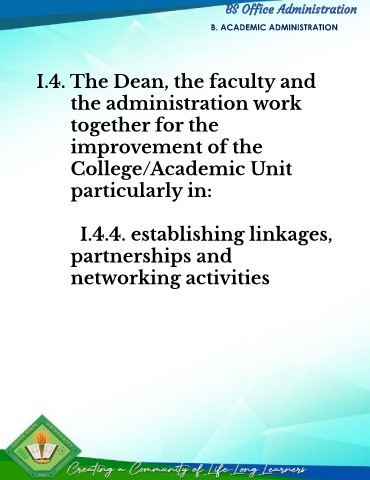 BS Office Administration
B. ACADEMIC ADMINISTRATION
I.4. The Dean, the faculty and
the administration work
together for the
improvement of the
College/Academic Unit
particularly in:
I.4.4. establishing linkages,
partnerships and
networking activities
Creating a Community of Life-Long Learners